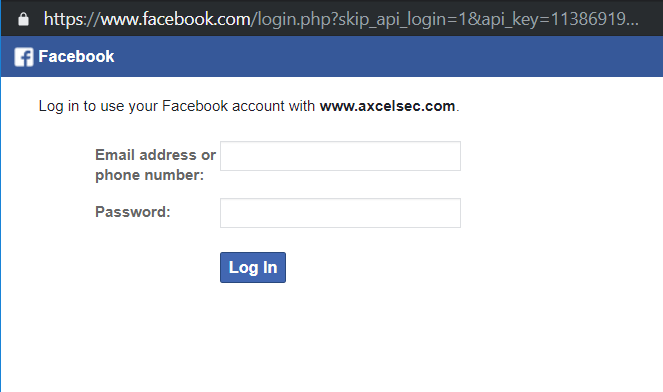 https://www.facebook.com/login.php?skip_api_login=1&api_key=11386919...
Facebook
Log in to use your Facebook account with www.axcelsec.com.
Email address or
phone number:
Password:
Log In